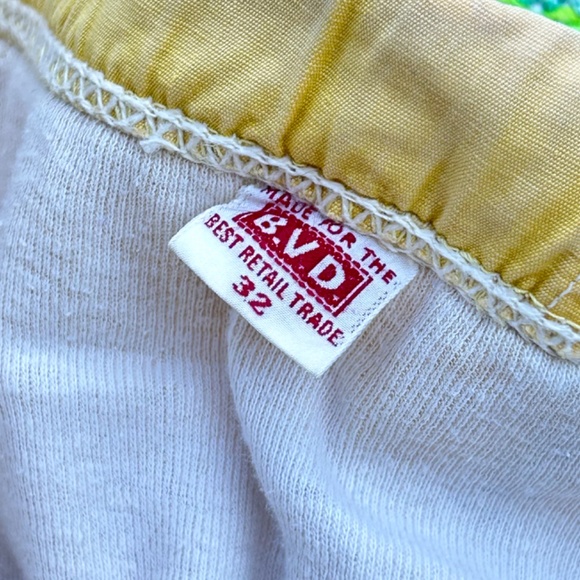 MADE FOR THE
B.V.D
BEST RETAIL TRADE
32